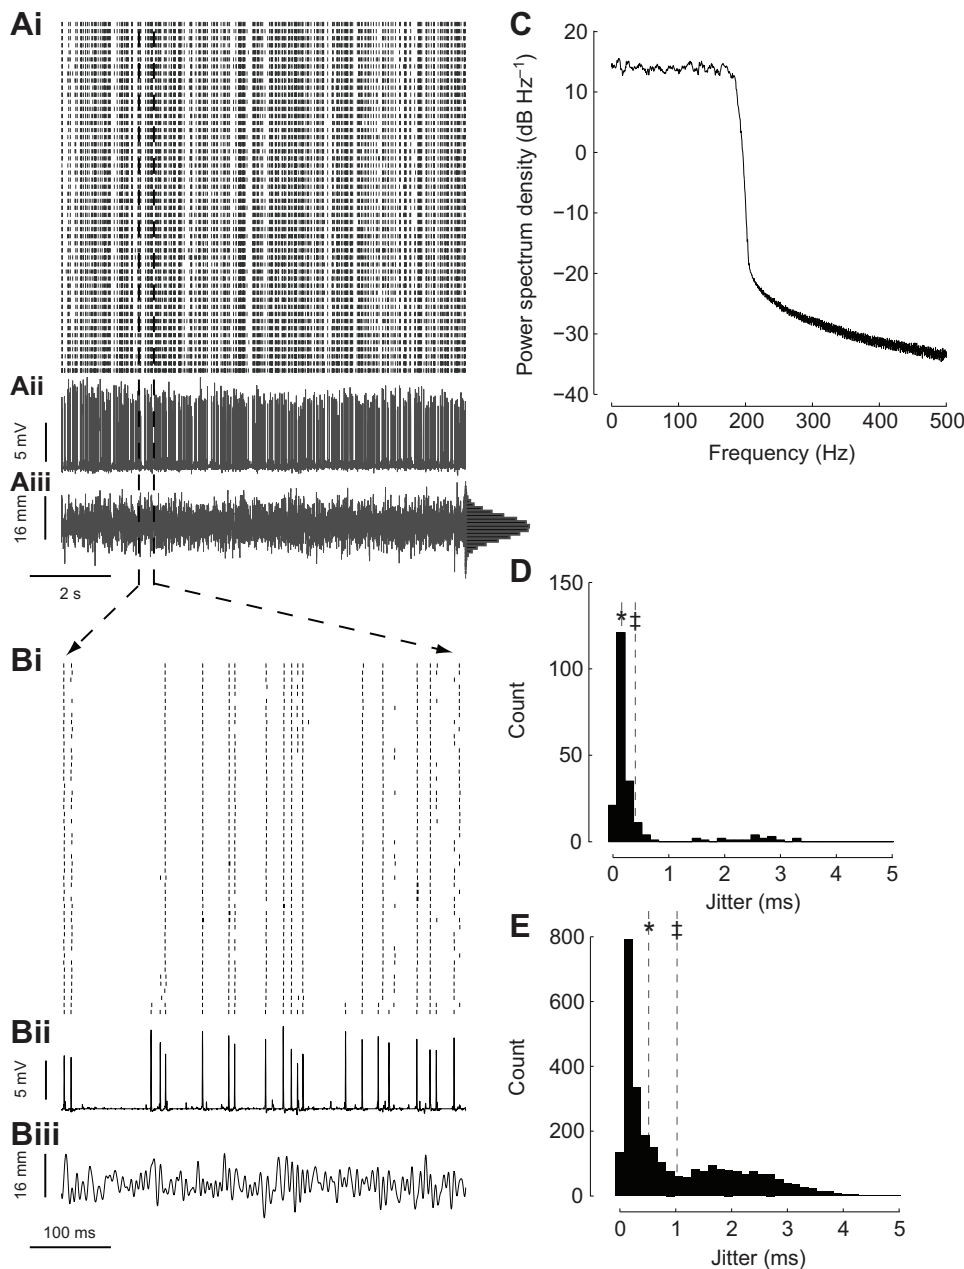 Ai
Aii
5 mV
Aiii
16 mm
2 s
Bi
Bii
5 mV
Biii
16 mm
100 ms
C
20
10
0
−10
−20
−30
−40
Power spectrum density (dB Hz−1)
0 100 200 300 400 500
Frequency (Hz)
D
150
100
50
0
Count
* ‡
0 1 2 3 4 5
Jitter (ms)
E
800
600
400
200
0
Count
* ‡
0 1 2 3 4 5
Jitter (ms)